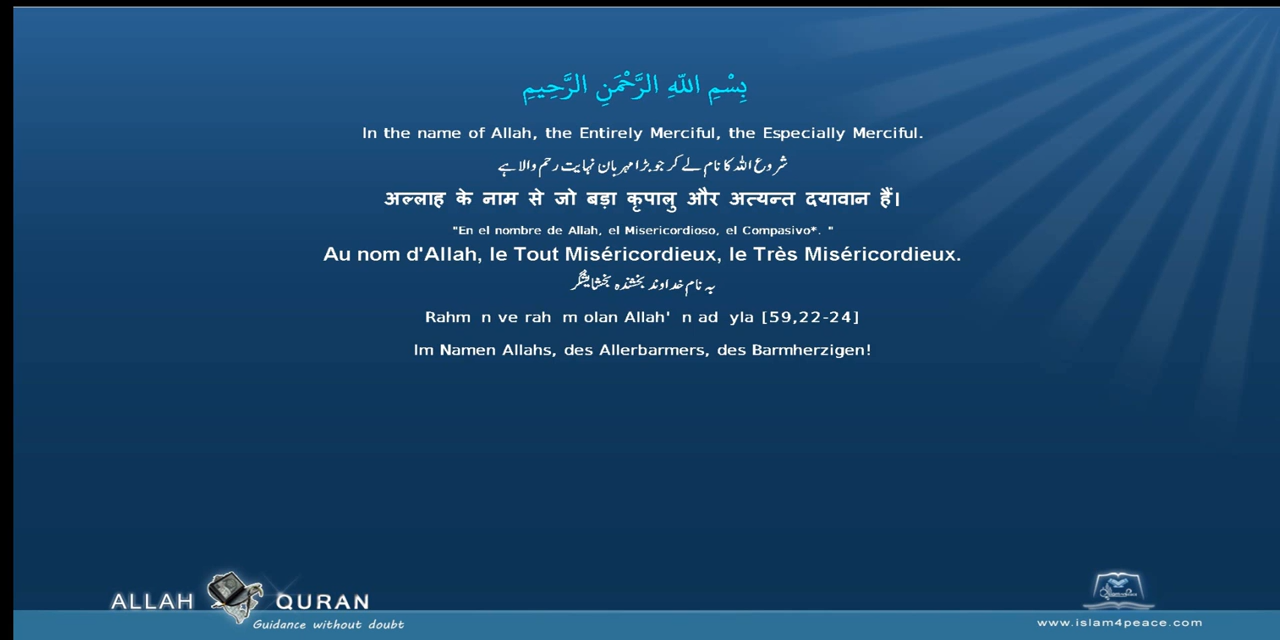 بِسْمِ اللّهِ الرَّحْمَنِ الرَّحِيمِ
In the name of Allah, the Entirely Merciful, the Especially Merciful.
شروع اللہ کا نام لے کر جو بڑا مہربان نہایت رحم والا ہے
अल्लाह के नाम से जो बड़ा कृपालु और अत्यन्त दयावान हैं।
"En el nombre de Allah, el Misericordioso, el Compasivo*. "
Au nom d'Allah, le Tout Miséricordieux, le Très Miséricordieux.
به نام خداوند بخشنده بخشایشگر
Rahm n ve rah m olan Allah' n ad yla [59,22-24]
Im Namen Allahs, des Allerbarmers, des Barmherzigen!
ALLAH QURAN
Guidance without doubt
www.islam4peace.com